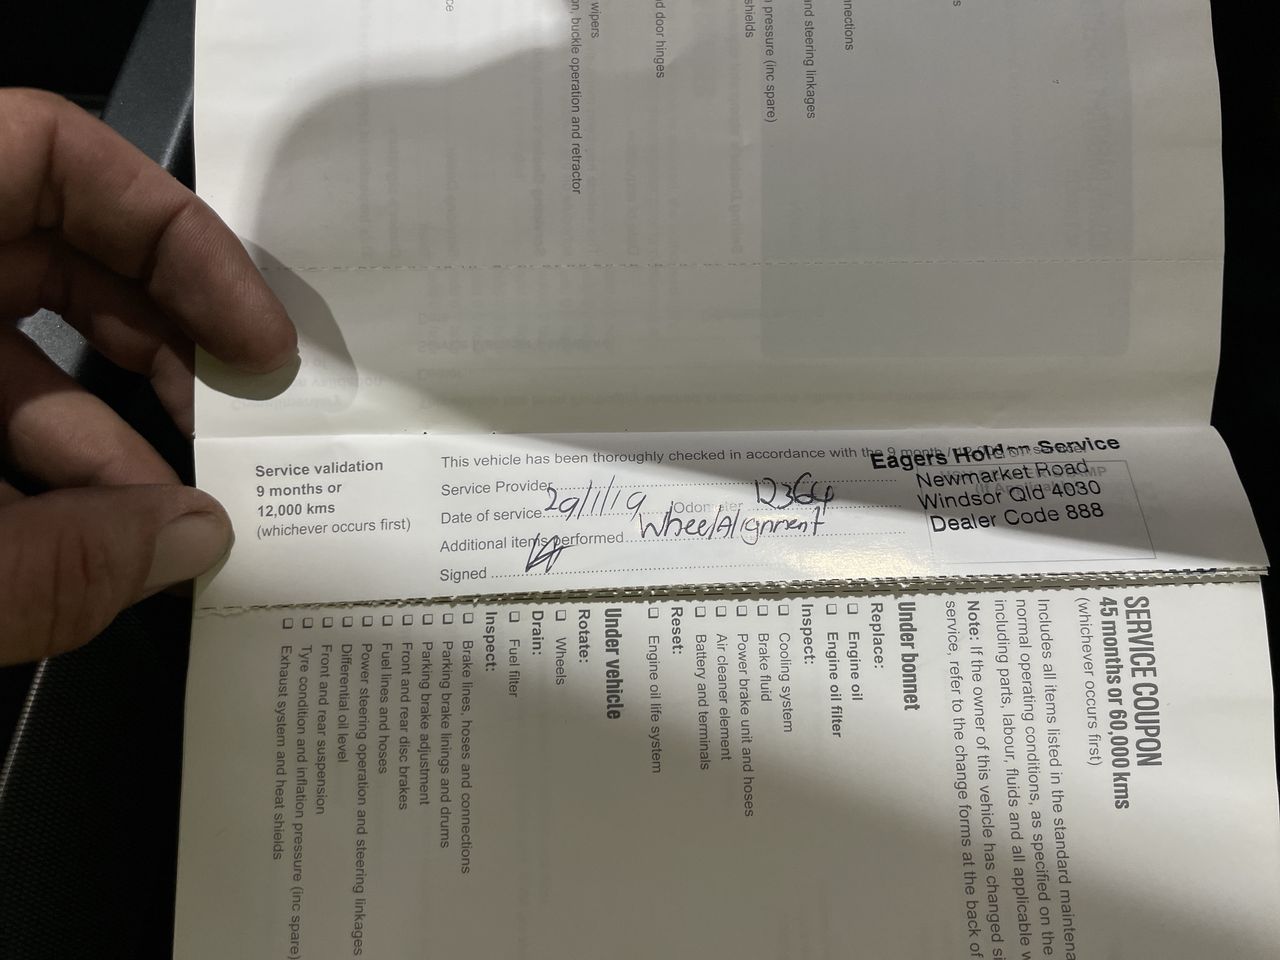 ce
wipers
on, buckle operation and retractor
d door hinges
shields
pressure (inc spare)
nd steering linkages
nnections
s
Service validation
9 months or
12,000 kms
(whichever occurs first)
This vehicle has been thoroughly checked in accordance with the 9 month
Service Provider
Date of service 29/1/19 Odometer 12364
Additional items performed Wheel Alignment
Signed
Eagers Holden Service
Newmarket Road
Windsor Qld 4030
Dealer Code 888
SERVICE COUPON
45 months or 60,000 kms
(whichever occurs first)
Includes all items listed in the standard maintena
normal operating conditions, as specified on the
including parts, labour, fluids and all applicable w
Note: If the owner of this vehicle has changed si
service, refer to the change forms at the back of
Under bonnet
Replace:
☐ Engine oil
☐ Engine oil filter
Inspect:
☐ Cooling system
☐ Brake fluid
☐ Power brake unit and hoses
☐ Air cleaner element
☐ Battery and terminals
Reset:
☐ Engine oil life system
Under vehicle
Rotate:
☐ Wheels
Drain:
☐ Fuel filter
Inspect:
☐ Brake lines, hoses and connections
☐ Parking brake linings and drums
☐ Parking brake adjustment
☐ Front and rear disc brakes
☐ Fuel lines and hoses
☐ Power steering operation and steering linkages
☐ Differential oil level
☐ Front and rear suspension
☐ Tyre condition and inflation pressure (inc spare)
☐ Exhaust system and heat shields